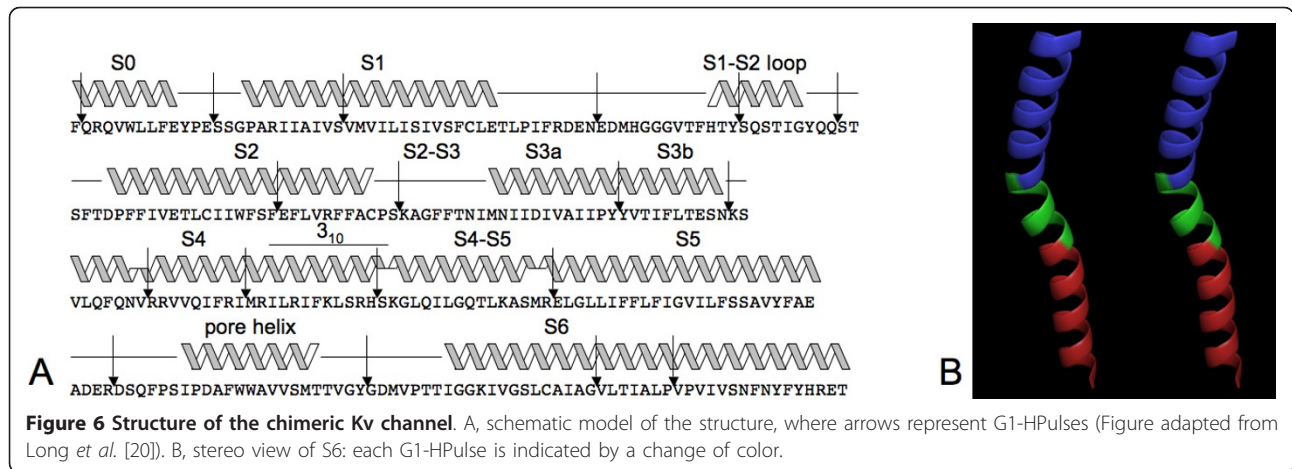 S0 S1 S1-S2 loop
FQRQVWLLFEYPESSGPARIIAIVSVMVILISIVSFCLETLPIFRDENEDMHGGGVTFHTYSQSTIGYQQST
S2 S2-S3 S3a S3b
SFTDPFFIVETLCIIWFSFEFLVRFFACPSKAGFFTNIMNIIDIVAIIPYYVTIFLTESNKS
S4 3₁₀ S4-S5 S5
VLQFQNVRRVVQIFRIMRILRIFKLSRHSKGLQILGQTLKASMRELGLLIFFLFIGVILFSSAVYFAE
pore helix S6
ADERDSQFPSIPDAFWWAVVSMTTVGYGDMVPTTIGGKIVGSLCAIAGVLTIALPVPVIVSNFNYFYHRET
A
B
Figure 6 Structure of the chimeric Kv channel. A, schematic model of the structure, where arrows represent G1-HPulses (Figure adapted from
Long et al. [20]). B, stereo view of S6: each G1-HPulse is indicated by a change of color.